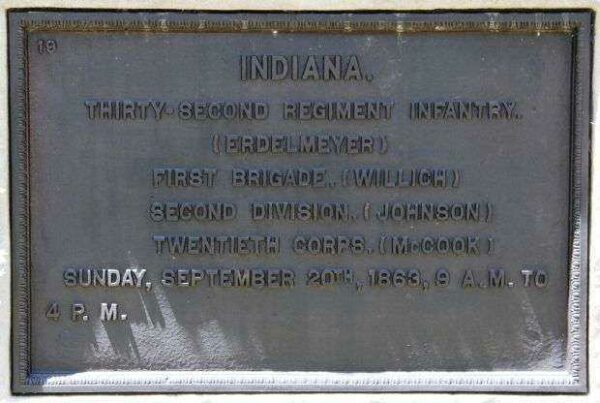 19
INDIANA.
THIRTY-SECOND REGIMENT INFANTRY.
(ERDELMEYER)
FIRST BRIGADE. (WILLICH)
SECOND DIVISION. (JOHNSON)
TWENTIETH CORPS. (McCOOK)
SUNDAY, SEPTEMBER 20TH, 1863, 9 A.M. TO
4 P. M.